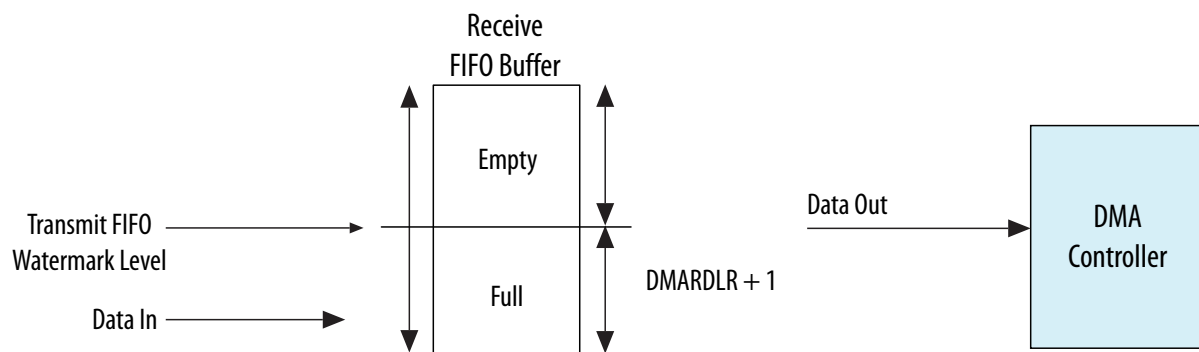 Receive
FIFO Buffer
Empty
Transmit FIFO
Watermark Level
Data Out
DMA
Controller
Full
DMARDLR + 1
Data In